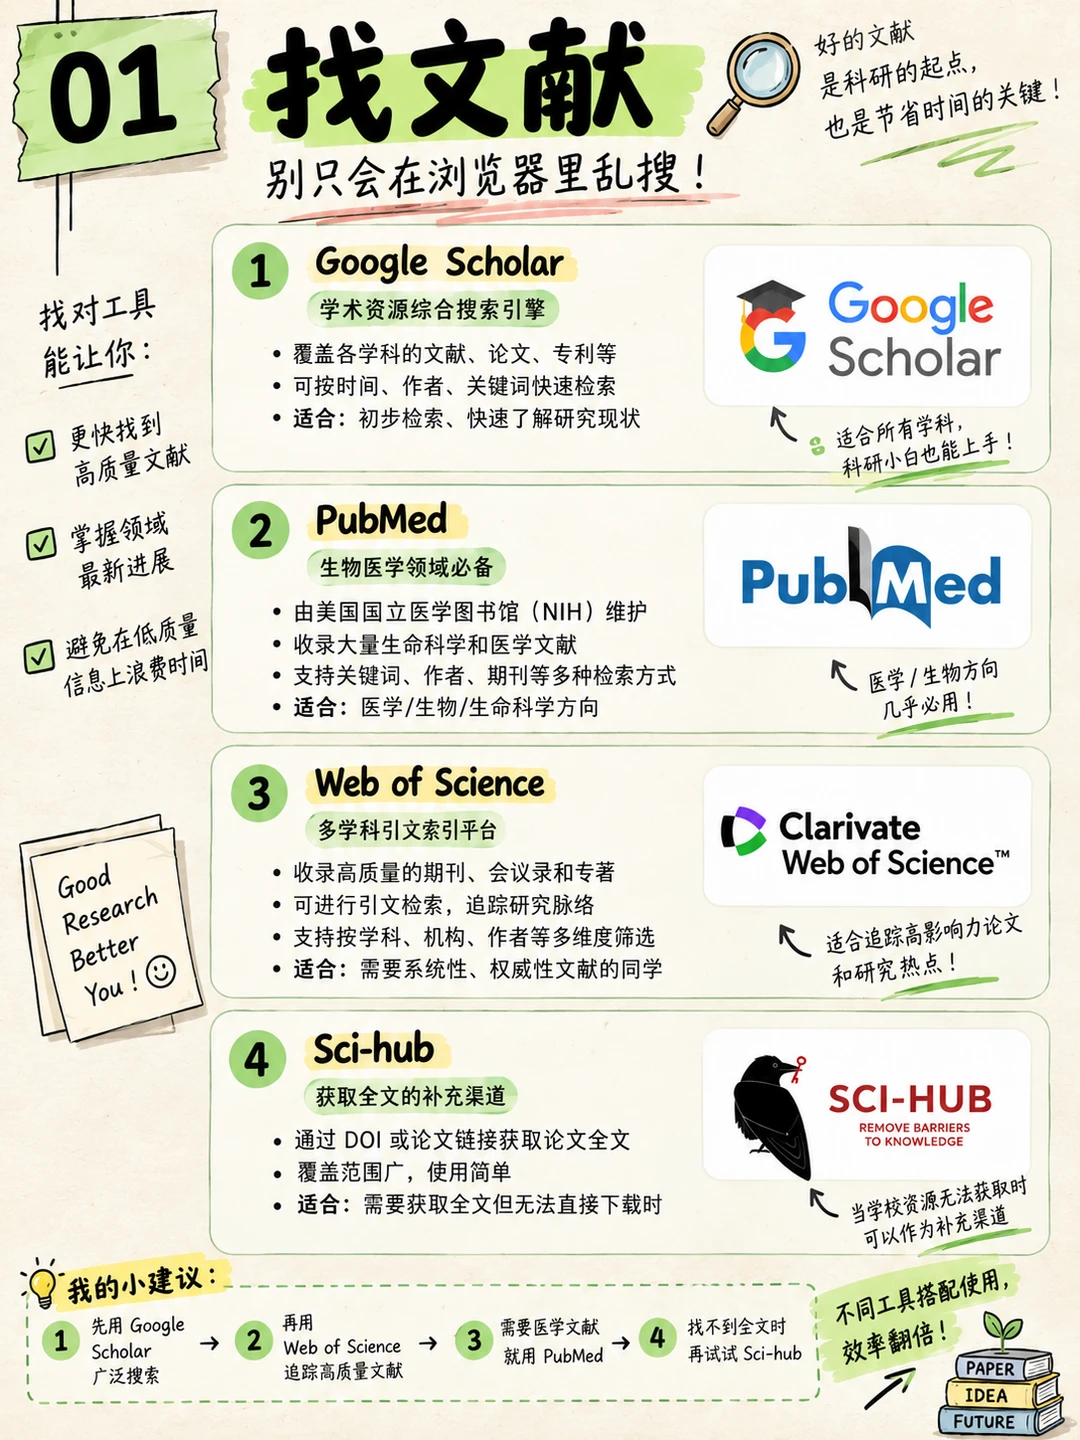 01
找文献
别只会在浏览器里乱搜！
好的文献
是科研的起点，
也是节省时间的关键！
找对工具
能让你：
更快找到
高质量文献
掌握领域
最新进展
避免在低质量
信息上浪费时间
Good
Research
Better
You !
1
Google Scholar
学术资源综合搜索引擎
• 覆盖各学科的文献、论文、专利等
• 可按时间、作者、关键词快速检索
• 适合：初步检索、快速了解研究现状
Google
Scholar
适合所有学科，
科研小白也能上手！
2
PubMed
生物医学领域必备
• 由美国国立医学图书馆（NIH）维护
• 收录大量生命科学和医学文献
• 支持关键词、作者、期刊等多种检索方式
• 适合：医学/生物/生命科学方向
PubMed
医学/生物方向
几乎必用！
3
Web of Science
多学科引文索引平台
• 收录高质量的期刊、会议录和专著
• 可进行引文检索，追踪研究脉络
• 支持按学科、机构、作者等多维度筛选
• 适合：需要系统性、权威性文献的同学
Clarivate
Web of Science™
适合追踪高影响力论文
和研究热点！
4
Sci-hub
获取全文的补充渠道
• 通过 DOI 或论文链接获取论文全文
• 覆盖范围广，使用简单
• 适合：需要获取全文但无法直接下载时
SCI-HUB
REMOVE BARRIERS
TO KNOWLEDGE
当学校资源无法获取时
可以作为补充渠道
我的小建议：
1
先用 Google
Scholar
广泛搜索
2
再用
Web of Science
追踪高质量文献
3
需要医学文献
就用 PubMed
4
找不到全文时
再试试 Sci-hub
不同工具搭配使用，
效率翻倍！
PAPER
IDEA
FUTURE